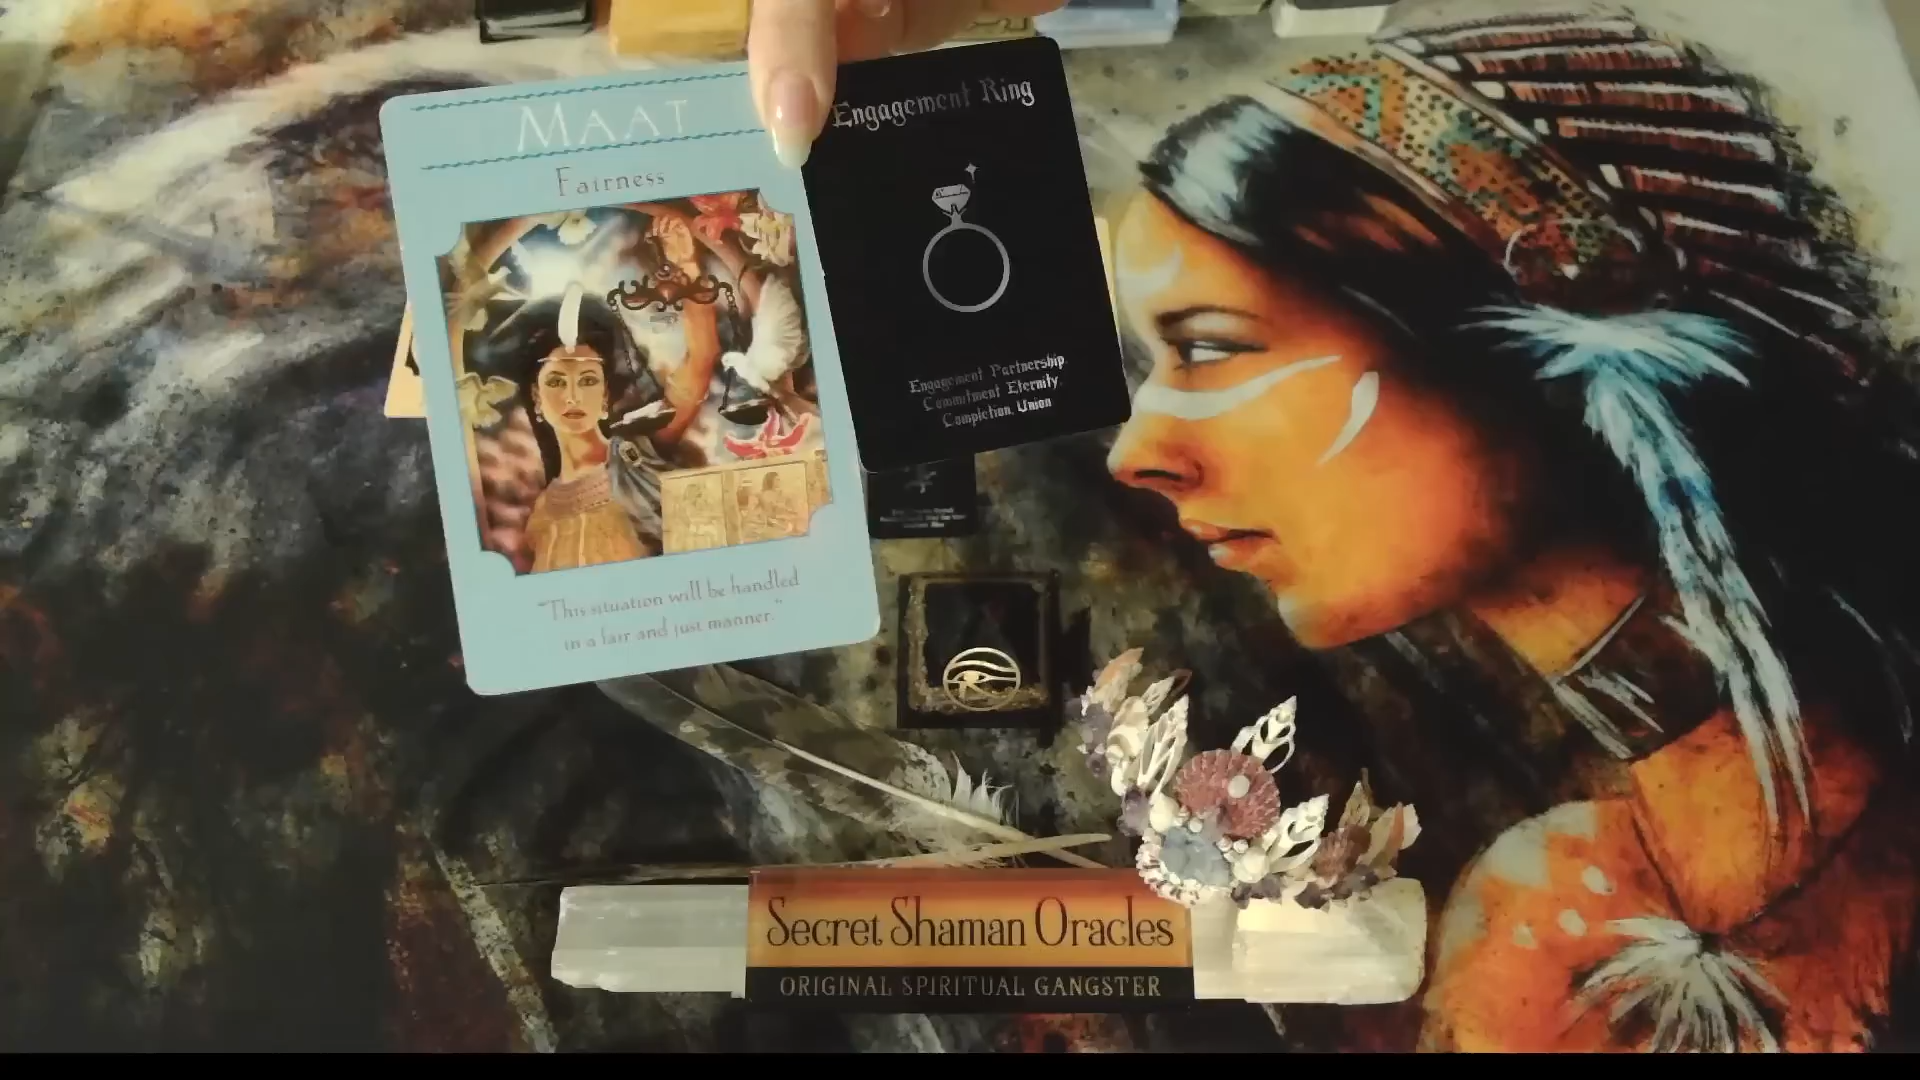 MAAT
Fairness
"This situation will be handled
in a fair and just manner."
Engagement Ring
Engagement Partnership,
Commitment Eternity,
Completion, Union
Secret Shaman Oracles
ORIGINAL SPIRITUAL GANGSTER